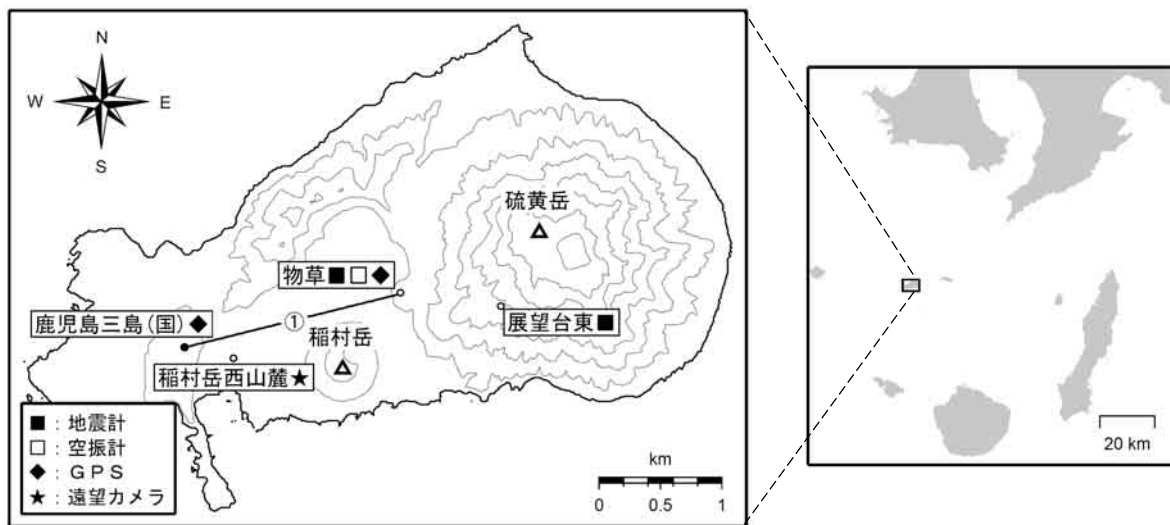 N
W
E
S
硫黄岳
物草■□◆
鹿児島三島(国)◆
①
展望台東■
稲村岳
稲村岳西山麓★
■:地震計
□:空振計
◆:GPS
★:遠望カメラ
km
0 0.5 1
20 km